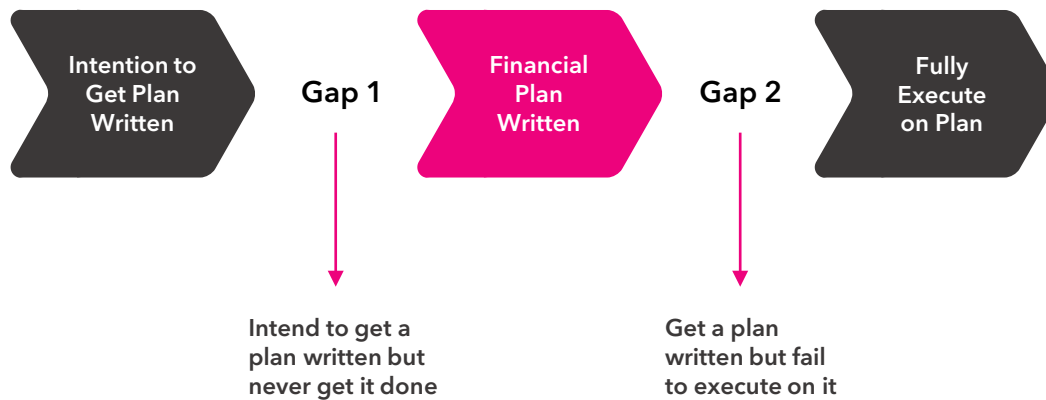 Intention to
Get Plan
Written
Gap 1
Financial
Plan
Written
Gap 2
Fully
Execute
on Plan
Intend to get a
plan written but
never get it done
Get a plan
written but fail
to execute on it